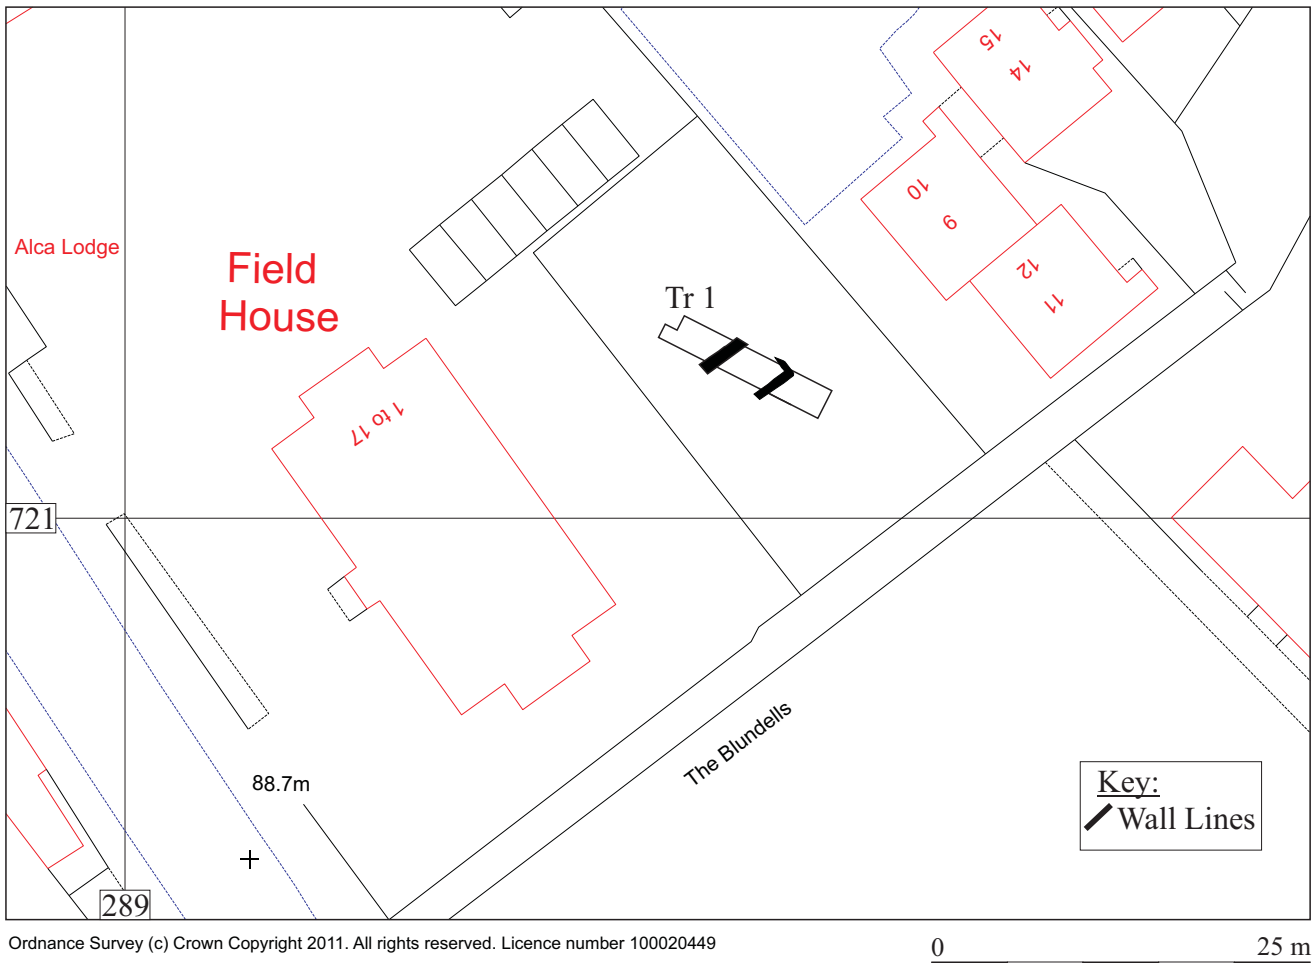 15
14
10
9
Alca Lodge
Field
House
12
11
Tr 1
1 to 17
721
The Blundells
88.7m
Key:
Wall Lines
289
Ordnance Survey (c) Crown Copyright 2011. All rights reserved. Licence number 100020449
0
25 m